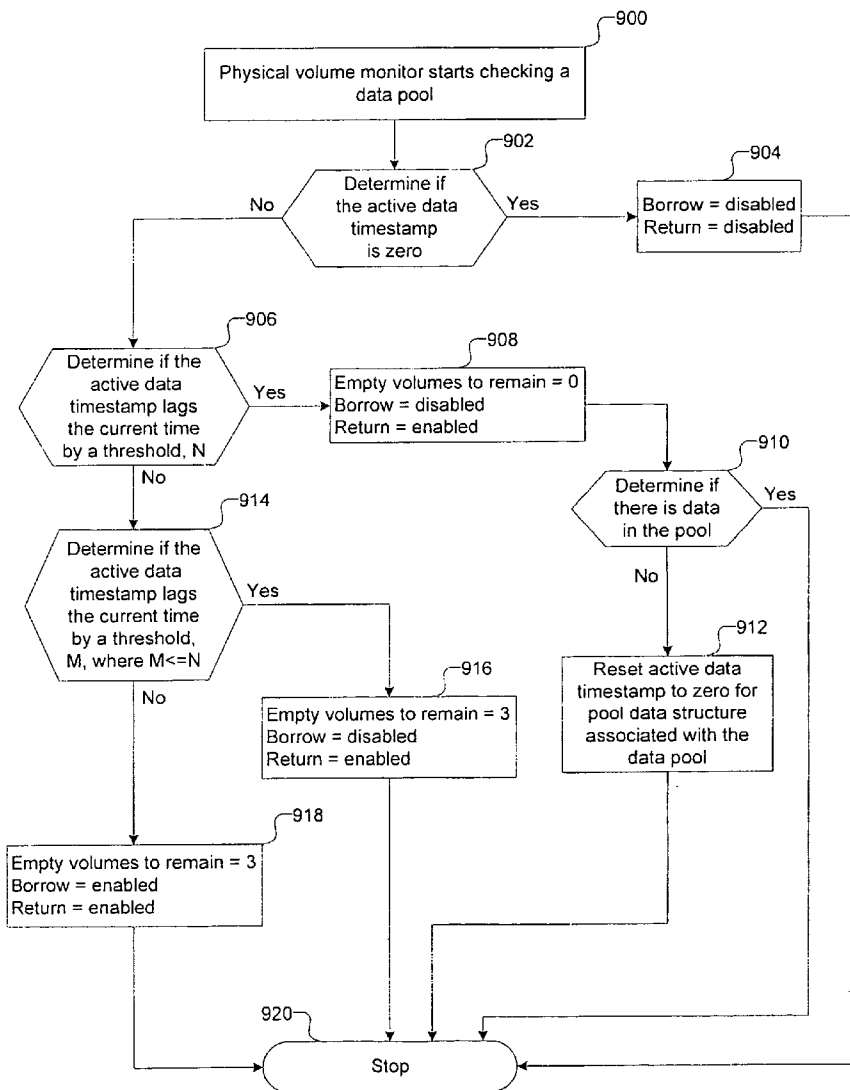 900
Physical volume monitor starts checking a
data pool
902
Determine if
the active data
timestamp
is zero
No
Yes
904
Borrow = disabled
Return = disabled
906
Determine if the
active data
timestamp lags
the current time
by a threshold, N
Yes
No
908
Empty volumes to remain = 0
Borrow = disabled
Return = enabled
910
Determine if
there is data
in the pool
Yes
No
912
Reset active data
timestamp to zero for
pool data structure
associated with the
data pool
914
Determine if the
active data
timestamp lags
the current time
by a threshold,
M, where M<=N
Yes
No
916
Empty volumes to remain = 3
Borrow = disabled
Return = enabled
918
Empty volumes to remain = 3
Borrow = enabled
Return = enabled
920
Stop